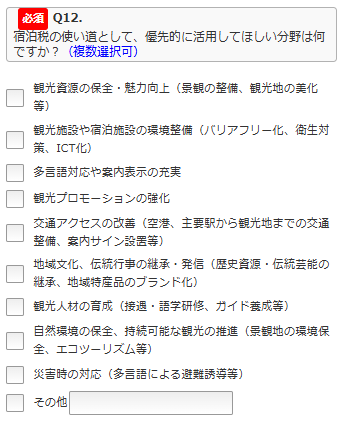 必須 Q12.
宿泊税の使い道として、優先的に活用してほしい分野は何
ですか？（複数選択可）
観光資源の保全・魅力向上（景観の整備、観光地の美化
等）
観光施設や宿泊施設の環境整備（バリアフリー化、衛生対
策、ICT化）
多言語対応や案内表示の充実
観光プロモーションの強化
交通アクセスの改善（空港、主要駅から観光地までの交通
整備、案内サイン設置等）
地域文化、伝統行事の継承・発信（歴史資源・伝統芸能の
継承、地域特産品のブランド化）
観光人材の育成（接遇・語学研修、ガイド養成等）
自然環境の保全、持続可能な観光の推進（景観地の環境保
全、エコツーリズム等）
災害時の対応（多言語による避難誘導等）
その他